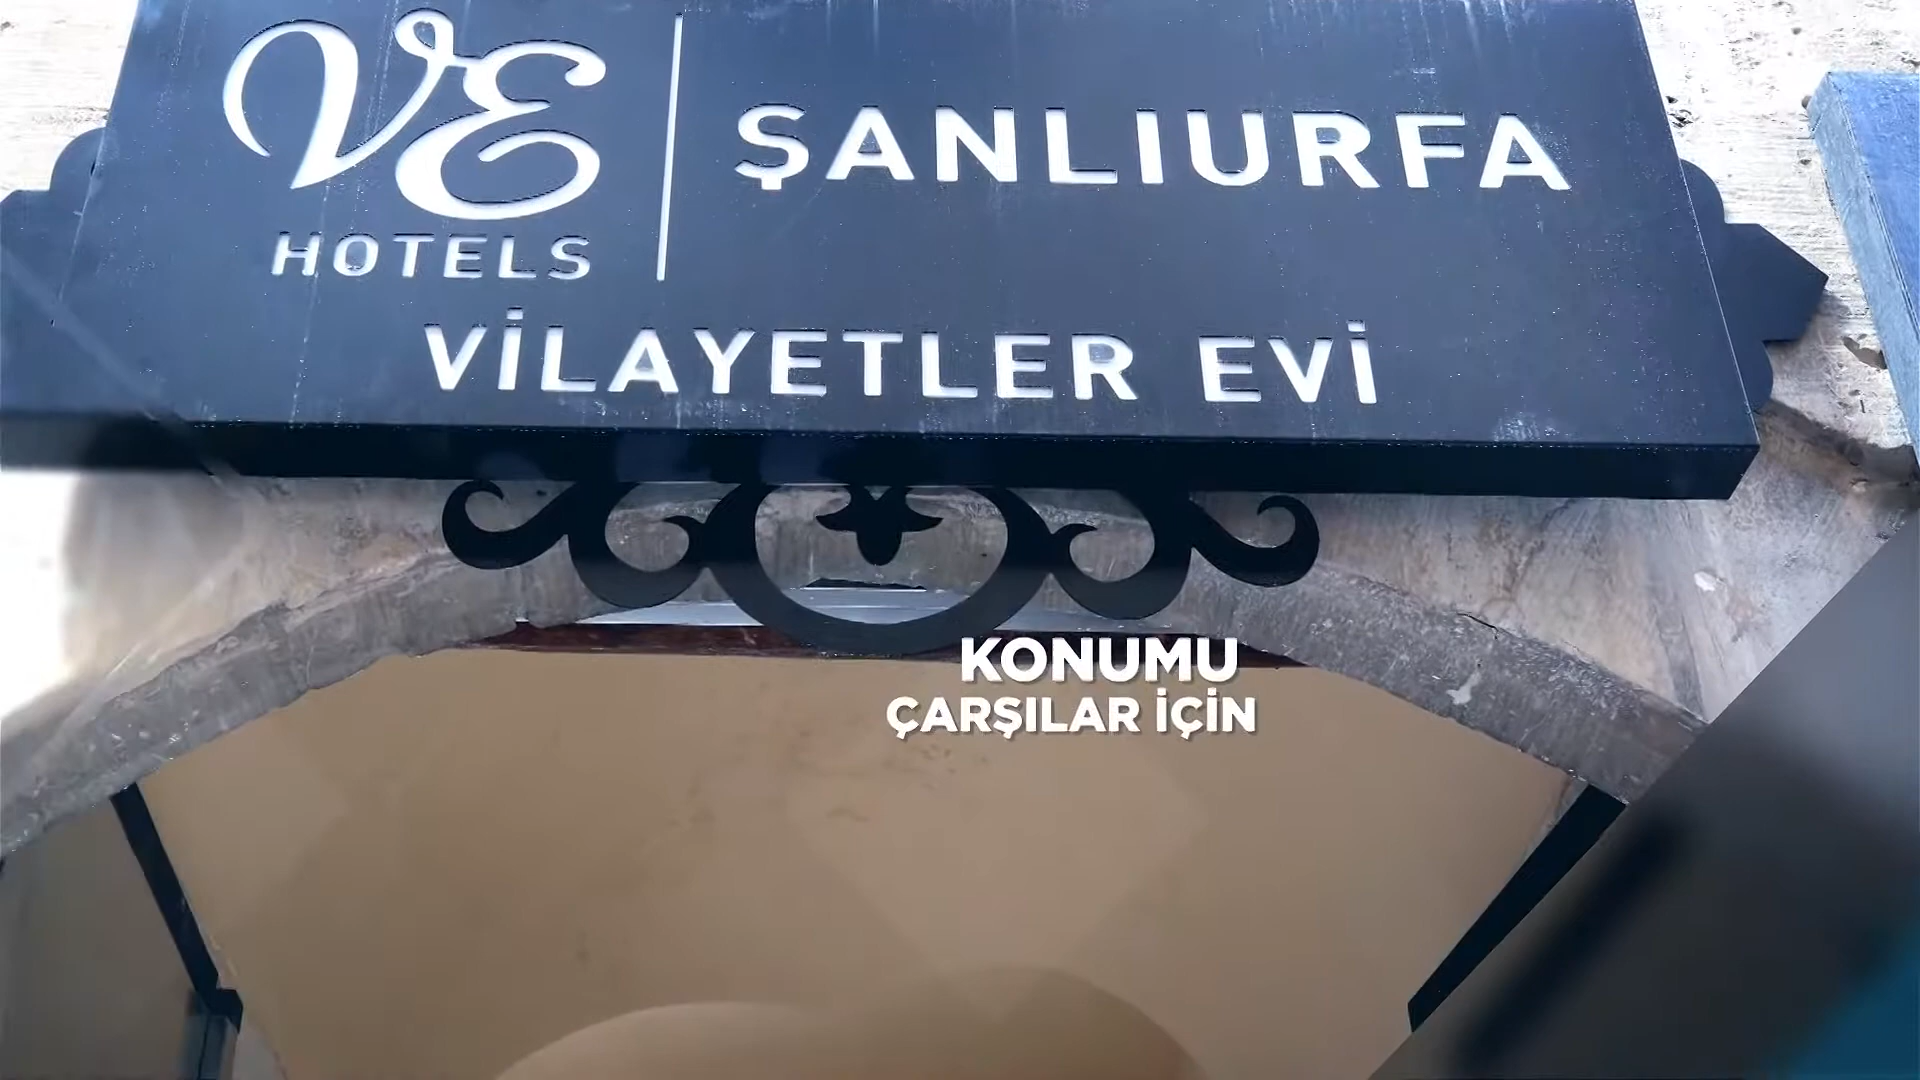 VE
HOTELS
ŞANLIURFA
VİLAYETLER EVİ
KONUMU
ÇARŞILAR İÇİN